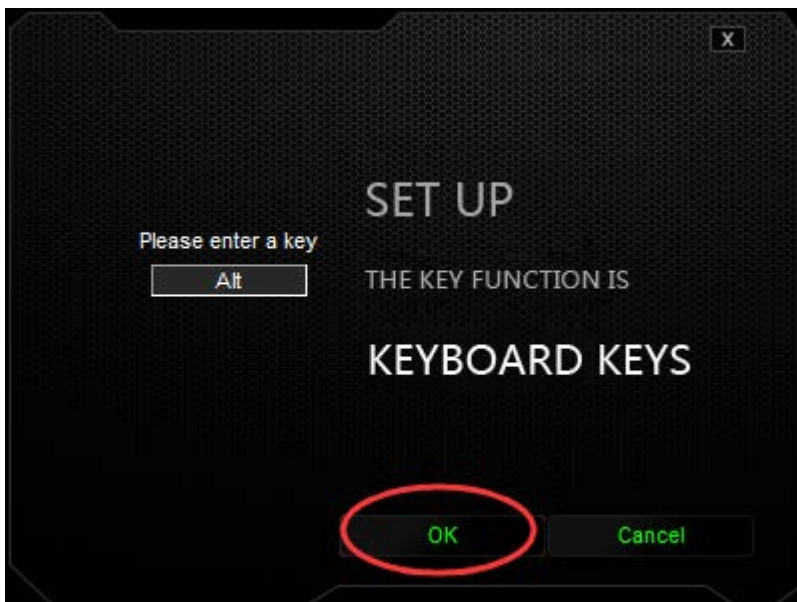 X
SET UP
Please enter a key
Alt
THE KEY FUNCTION IS
KEYBOARD KEYS
OK
Cancel